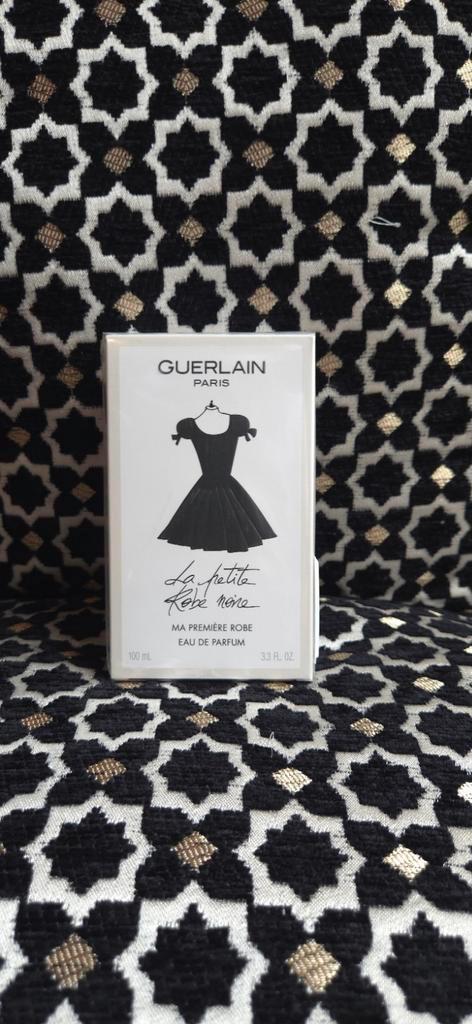 GUERLAIN
PARIS
La petite
Robe noire
MA PREMIÈRE ROBE
EAU DE PARFUM
100 mL 3.3 FL. OZ.